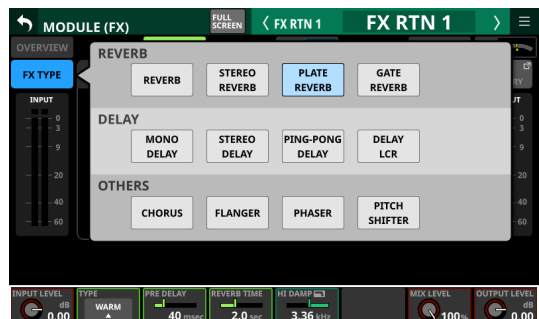 MODULE (FX)
FULL SCREEN
FX RTN 1
FX RTN 1
OVERVIEW
FX TYPE
REVERB
REVERB
STEREO REVERB
PLATE REVERB
GATE REVERB
DELAY
MONO DELAY
STEREO DELAY
PING-PONG DELAY
DELAY LCR
OTHERS
CHORUS
FLANGER
PHASER
PITCH SHIFTER
INPUT
0
3
9
20
40
60
RY
UT
0
3
9
20
40
60
INPUT LEVEL
dB
0.00
TYPE
WARM
PRE DELAY
40 msec
REVERB TIME
2.0 sec
HI DAMP
3.36 kHz
MIX LEVEL
100%
OUTPUT LEVEL
dB
0.00